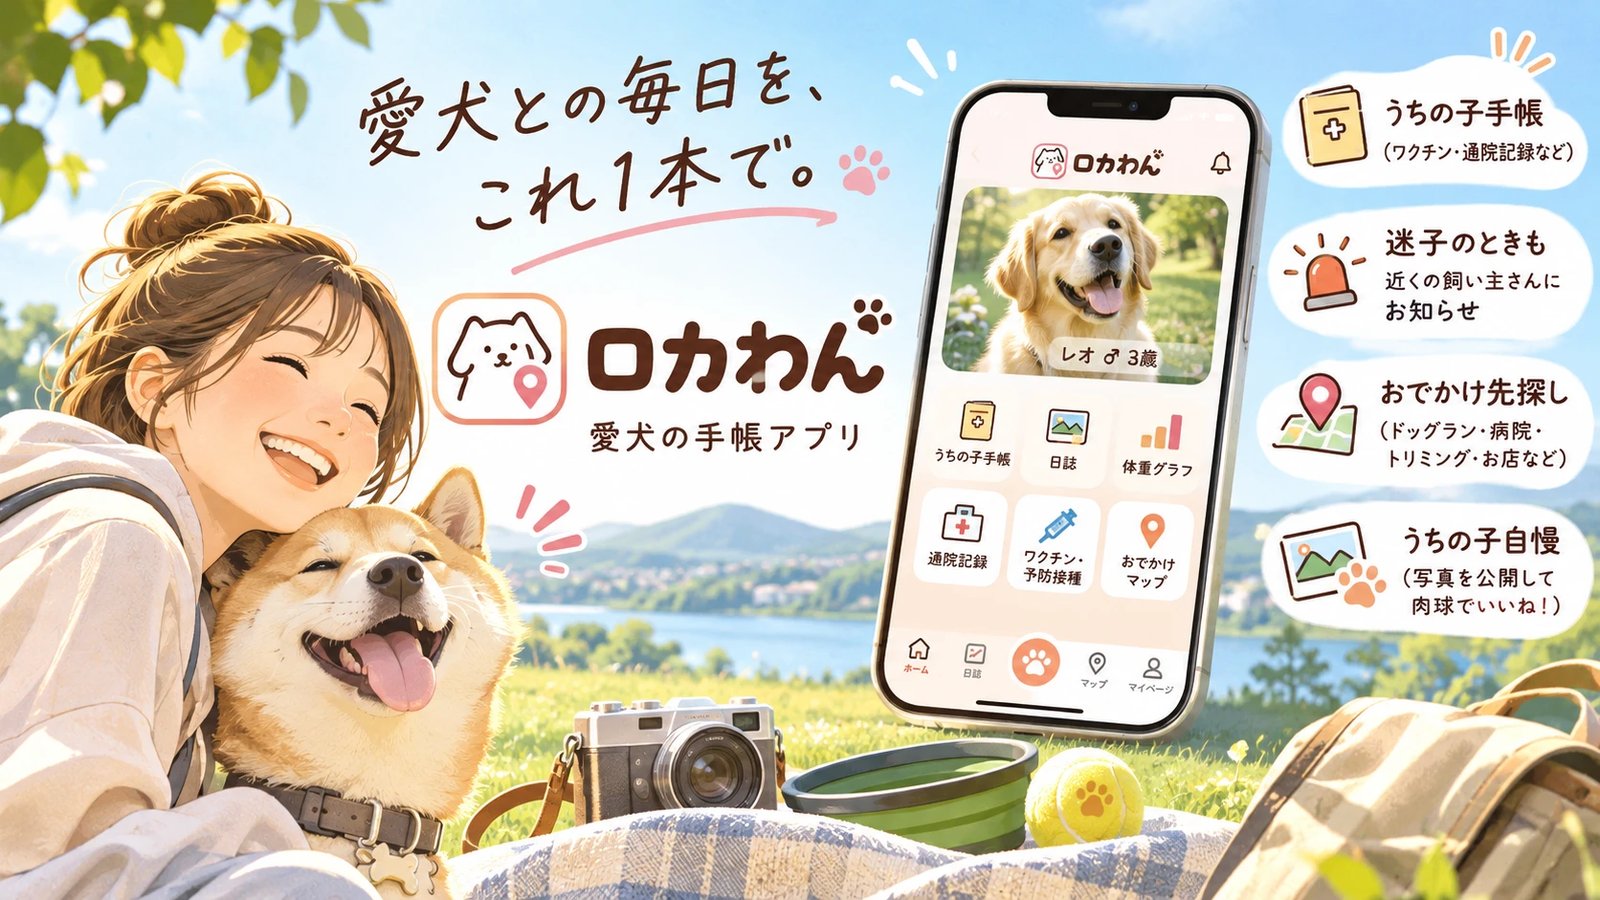 愛犬との毎日を、
これ1本で。
ロカわん
愛犬の手帳アプリ
ロカわん
レオ ♂ 3歳
うちの子手帳
日誌
体重グラフ
通院記録
ワクチン・
予防接種
おでかけ
マップ
ホーム
日誌
マップ
マイページ
うちの子手帳
(ワクチン・通院記録など)
迷子のときも
近くの飼い主さんに
お知らせ
おでかけ先探し
(ドッグラン・病院・
トリミング・お店など)
うちの子自慢
(写真を公開して
肉球でいいね!)